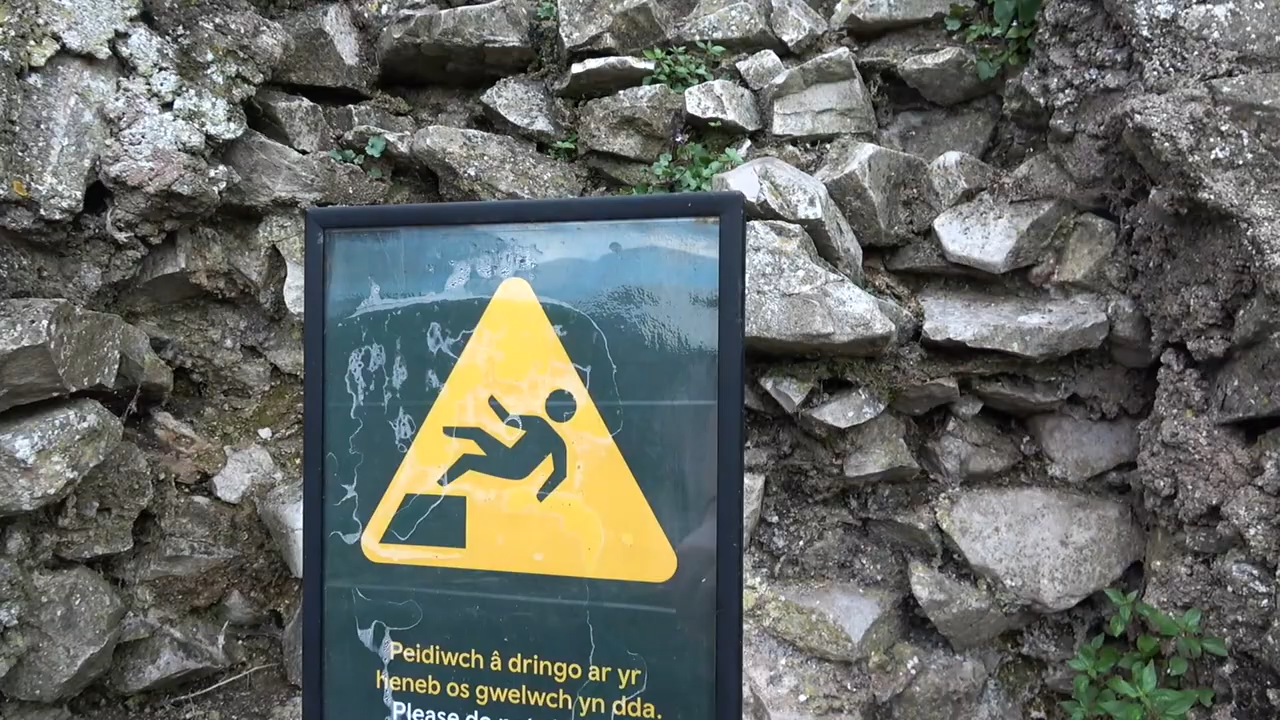 Peidiwch â dringo ar yr
heneb os gwelwch yn dda.
Please do